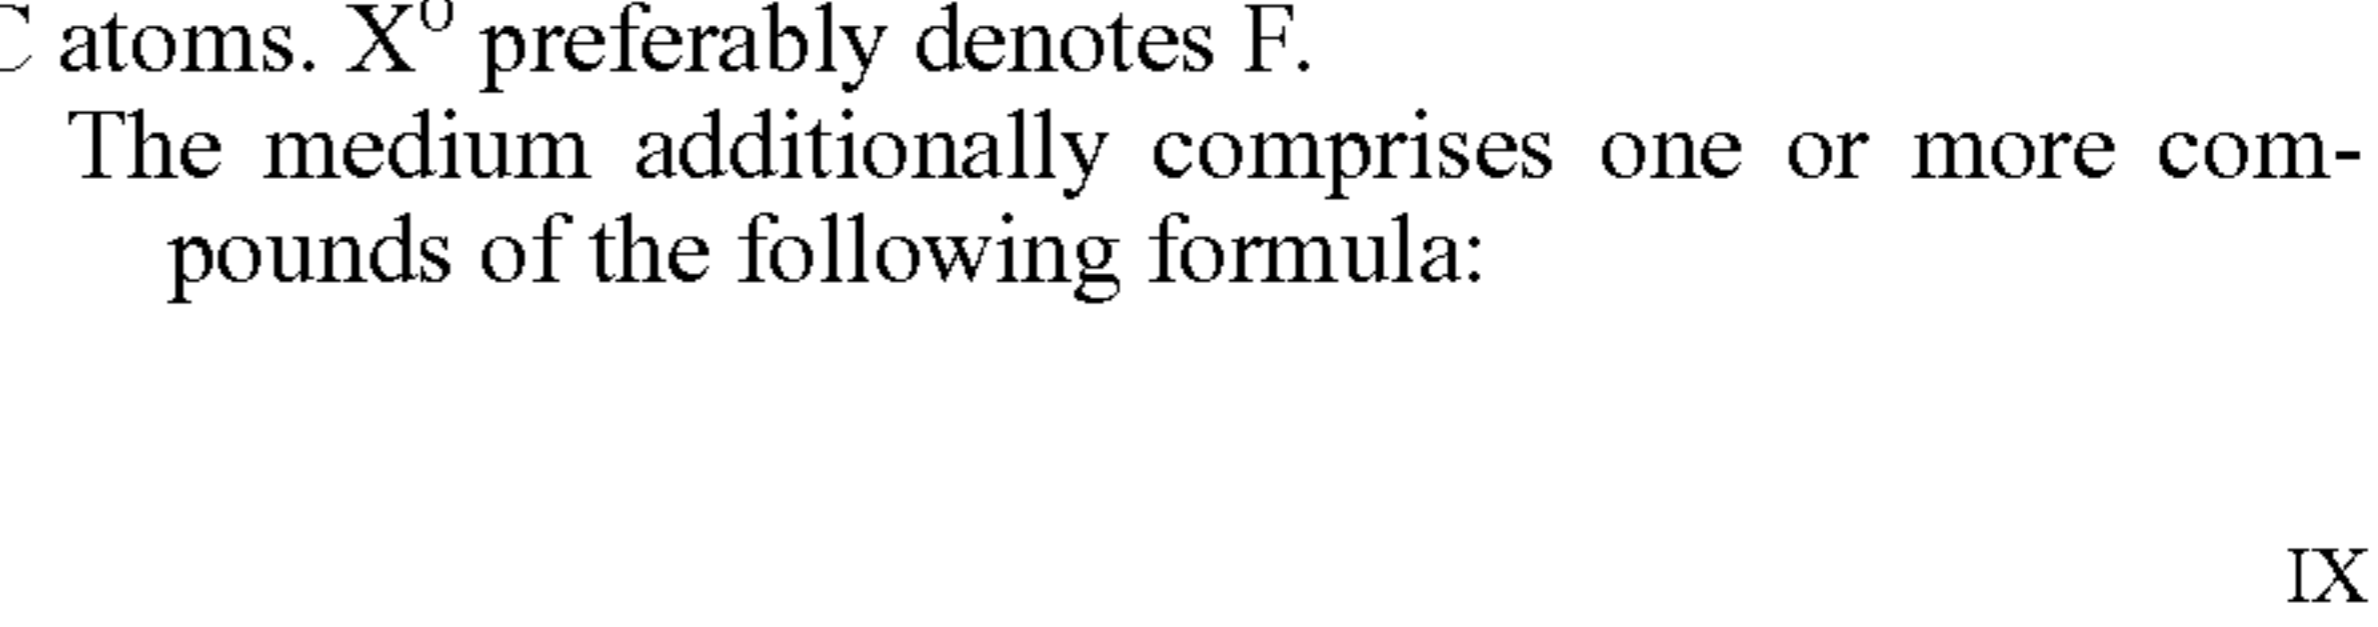 C atoms. X⁰ preferably denotes F.
The medium additionally comprises one or more com-
pounds of the following formula:
IX